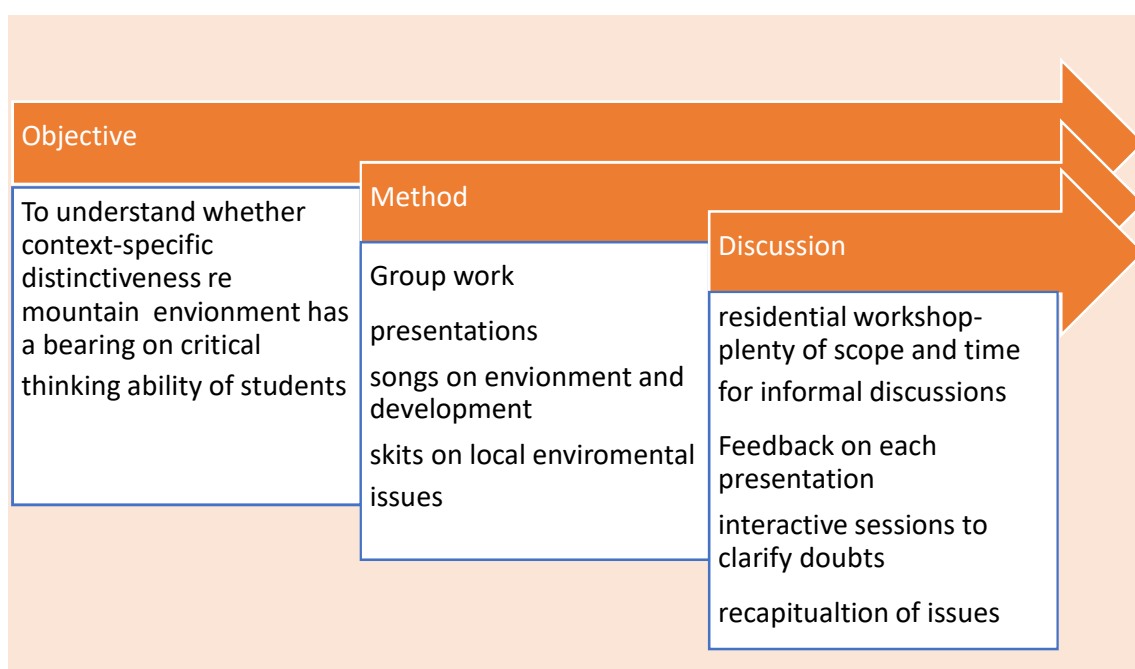 Objective
To understand whether
context-specific
distinctiveness re
mountain  envionment has
a bearing on critical
thinking ability of students
Method
Group work
presentations
songs on envionment and
development
skits on local enviromental
issues
Discussion
residential workshop-
plenty of scope and time
for informal discussions
Feedback on each
presentation
interactive sessions to
clarify doubts
recapitualtion of issues